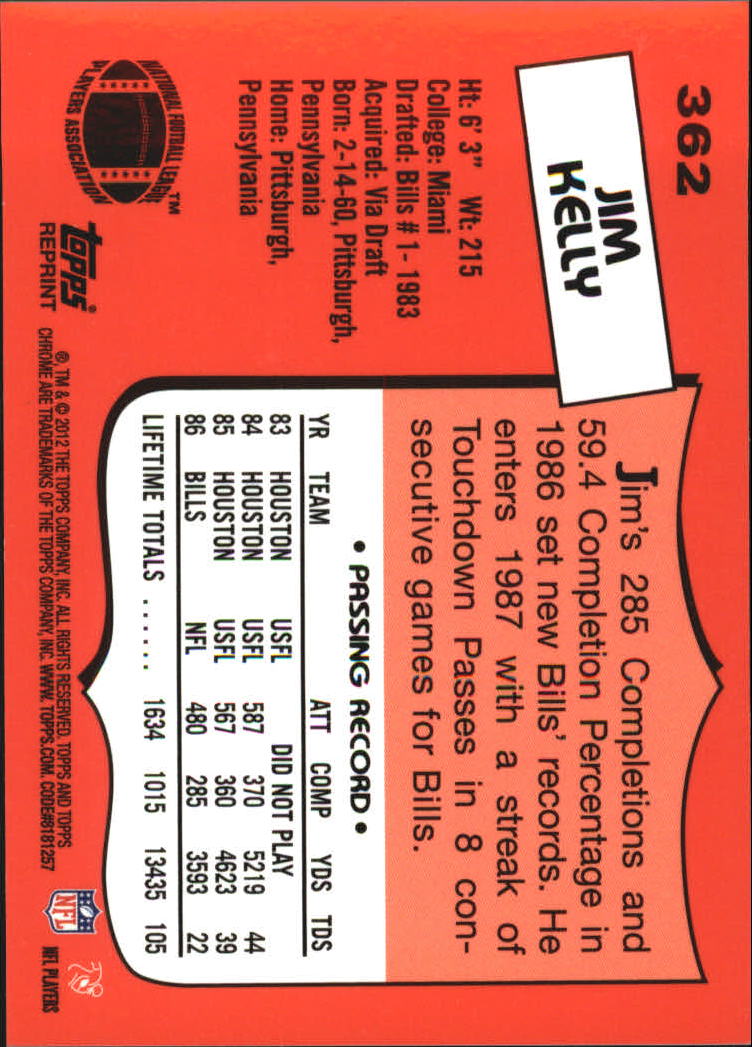 362
JIM
KELLY
Ht: 6' 3" Wt: 215
College: Miami
Drafted: Bills # 1- 1983
Acquired: Via Draft
Born: 2-14-60, Pittsburgh,
Pennsylvania
Home: Pittsburgh,
Pennsylvania
NATIONAL FOOTBALL LEAGUE
PLAYERS ASSOCIATION
™
topps®
REPRINT
Jim's 285 Completions and
59.4 Completion Percentage in
1986 set new Bills' records. He
enters 1987 with a streak of
Touchdown Passes in 8 con-
secutive games for Bills.
• PASSING RECORD •
YR TEAM ATT COMP YDS TDS
83 HOUSTON USFL DID NOT PLAY
84 HOUSTON USFL 587 370 5219 44
85 HOUSTON USFL 567 360 4623 39
86 BILLS NFL 480 285 3593 22
LIFETIME TOTALS ...... 1634 1015 13435 105
®, TM & © 2012 THE TOPPS COMPANY, INC. ALL RIGHTS RESERVED. TOPPS AND TOPPS
CHROME ARE TRADEMARKS OF THE TOPPS COMPANY, INC. WWW.TOPPS.COM. CODE#8181257
NFL
NFL PLAYERS